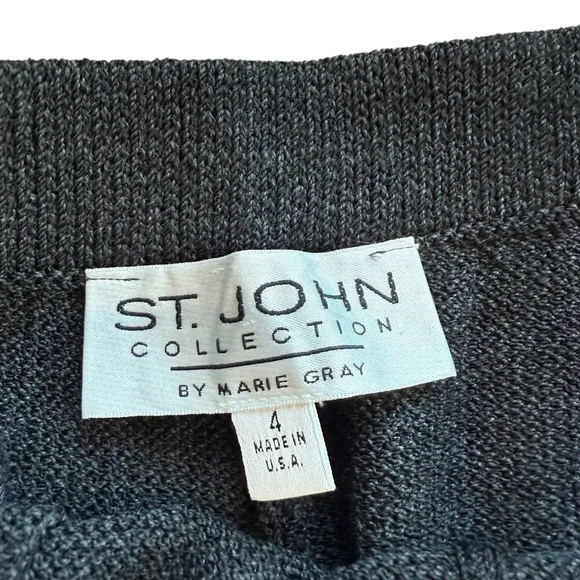 ST. JOHN
COLLECTION
BY MARIE GRAY
4
MADE IN
U.S.A.